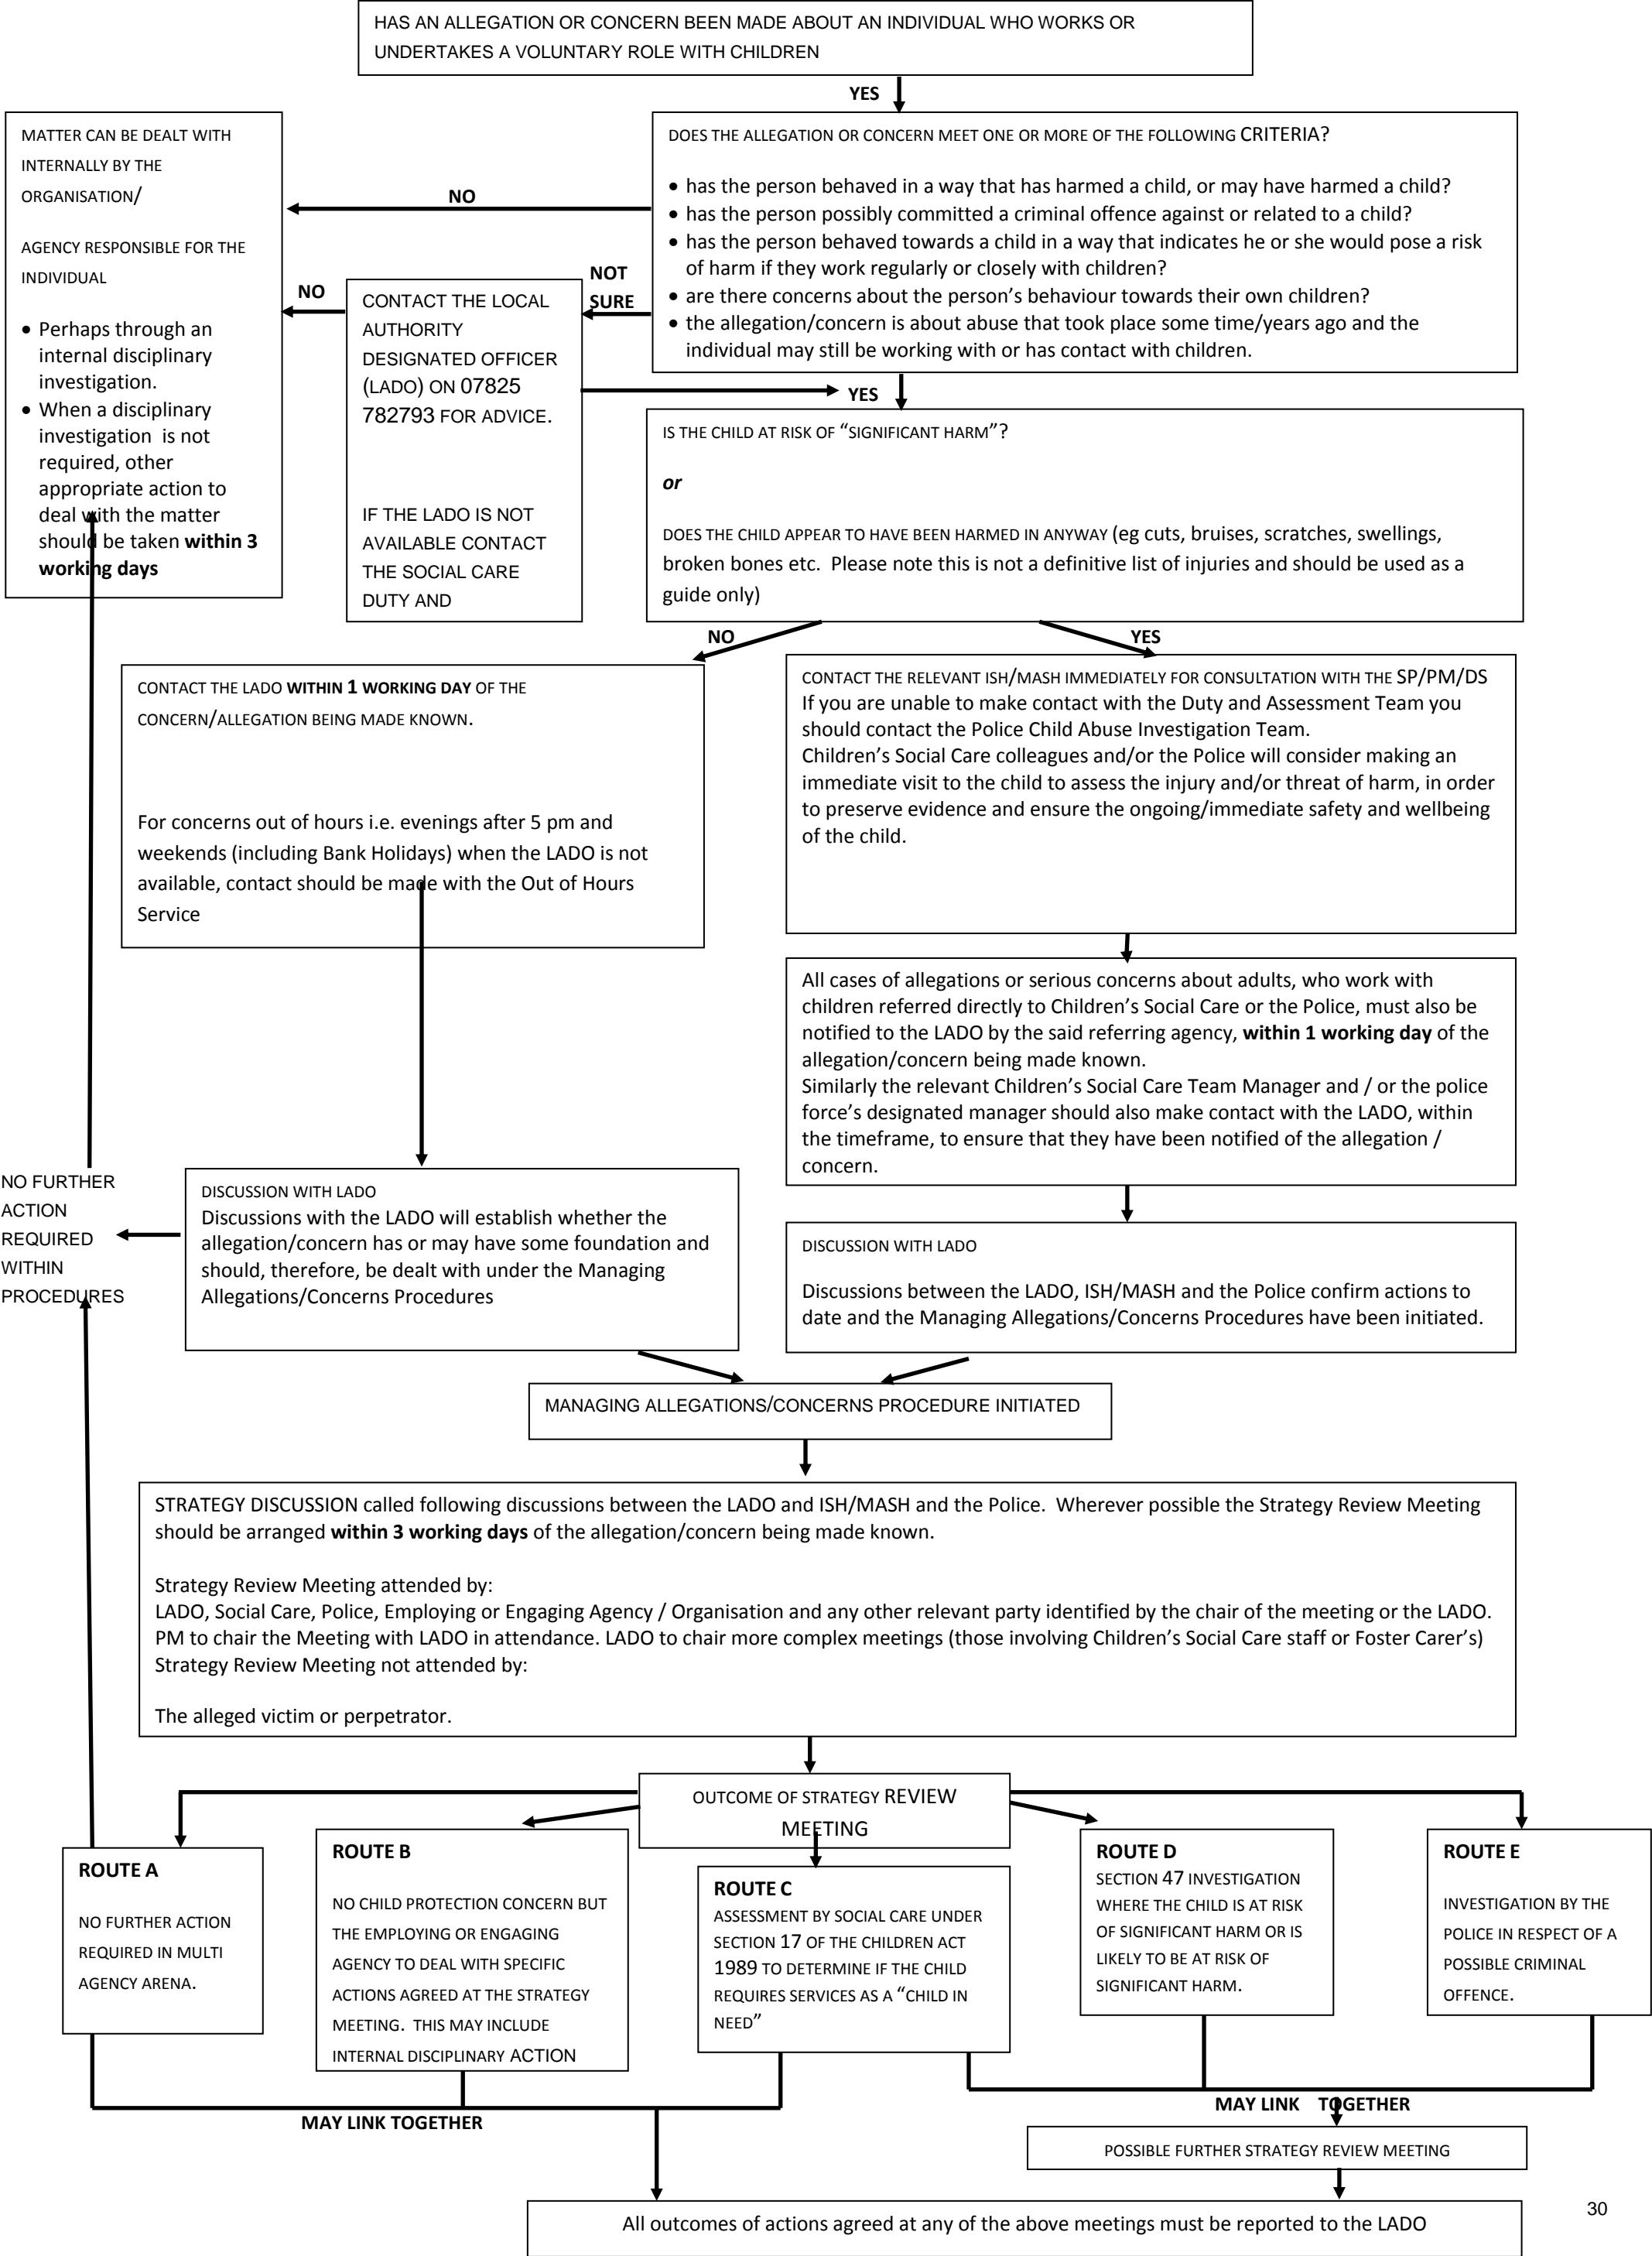 HAS AN ALLEGATION OR CONCERN BEEN MADE ABOUT AN INDIVIDUAL WHO WORKS OR
UNDERTAKES A VOLUNTARY ROLE WITH CHILDREN
YES
MATTER CAN BE DEALT WITH
INTERNALLY BY THE
ORGANISATION/
AGENCY RESPONSIBLE FOR THE
INDIVIDUAL
• Perhaps through an
internal disciplinary
investigation.
• When a disciplinary
investigation is not
required, other
appropriate action to
deal with the matter
should be taken within 3
working days
NO
DOES THE ALLEGATION OR CONCERN MEET ONE OR MORE OF THE FOLLOWING CRITERIA?
• has the person behaved in a way that has harmed a child, or may have harmed a child?
• has the person possibly committed a criminal offence against or related to a child?
• has the person behaved towards a child in a way that indicates he or she would pose a risk
of harm if they work regularly or closely with children?
• are there concerns about the person's behaviour towards their own children?
• the allegation/concern is about abuse that took place some time/years ago and the
individual may still be working with or has contact with children.
NOT
SURE
NO
CONTACT THE LOCAL
AUTHORITY
DESIGNATED OFFICER
(LADO) ON 07825
782793 FOR ADVICE.
IF THE LADO IS NOT
AVAILABLE CONTACT
THE SOCIAL CARE
DUTY AND
YES
IS THE CHILD AT RISK OF "SIGNIFICANT HARM"?
or
DOES THE CHILD APPEAR TO HAVE BEEN HARMED IN ANYWAY (eg cuts, bruises, scratches, swellings,
broken bones etc. Please note this is not a definitive list of injuries and should be used as a
guide only)
NO
YES
CONTACT THE LADO WITHIN 1 WORKING DAY OF THE
CONCERN/ALLEGATION BEING MADE KNOWN.
For concerns out of hours i.e. evenings after 5 pm and
weekends (including Bank Holidays) when the LADO is not
available, contact should be made with the Out of Hours
Service
CONTACT THE RELEVANT ISH/MASH IMMEDIATELY FOR CONSULTATION WITH THE SP/PM/DS
If you are unable to make contact with the Duty and Assessment Team you
should contact the Police Child Abuse Investigation Team.
Children's Social Care colleagues and/or the Police will consider making an
immediate visit to the child to assess the injury and/or threat of harm, in order
to preserve evidence and ensure the ongoing/immediate safety and wellbeing
of the child.
All cases of allegations or serious concerns about adults, who work with
children referred directly to Children's Social Care or the Police, must also be
notified to the LADO by the said referring agency, within 1 working day of the
allegation/concern being made known.
Similarly the relevant Children's Social Care Team Manager and / or the police
force's designated manager should also make contact with the LADO, within
the timeframe, to ensure that they have been notified of the allegation /
concern.
NO FURTHER
ACTION
REQUIRED
WITHIN
PROCEDURES
DISCUSSION WITH LADO
Discussions with the LADO will establish whether the
allegation/concern has or may have some foundation and
should, therefore, be dealt with under the Managing
Allegations/Concerns Procedures
DISCUSSION WITH LADO
Discussions between the LADO, ISH/MASH and the Police confirm actions to
date and the Managing Allegations/Concerns Procedures have been initiated.
MANAGING ALLEGATIONS/CONCERNS PROCEDURE INITIATED
STRATEGY DISCUSSION called following discussions between the LADO and ISH/MASH and the Police. Wherever possible the Strategy Review Meeting
should be arranged within 3 working days of the allegation/concern being made known.
Strategy Review Meeting attended by:
LADO, Social Care, Police, Employing or Engaging Agency / Organisation and any other relevant party identified by the chair of the meeting or the LADO.
PM to chair the Meeting with LADO in attendance. LADO to chair more complex meetings (those involving Children's Social Care staff or Foster Carer's)
Strategy Review Meeting not attended by:
The alleged victim or perpetrator.
OUTCOME OF STRATEGY REVIEW
MEETING
ROUTE A
NO FURTHER ACTION
REQUIRED IN MULTI
AGENCY ARENA.
ROUTE B
NO CHILD PROTECTION CONCERN BUT
THE EMPLOYING OR ENGAGING
AGENCY TO DEAL WITH SPECIFIC
ACTIONS AGREED AT THE STRATEGY
MEETING. THIS MAY INCLUDE
INTERNAL DISCIPLINARY ACTION
ROUTE C
ASSESSMENT BY SOCIAL CARE UNDER
SECTION 17 OF THE CHILDREN ACT
1989 TO DETERMINE IF THE CHILD
REQUIRES SERVICES AS A "CHILD IN
NEED"
ROUTE D
SECTION 47 INVESTIGATION
WHERE THE CHILD IS AT RISK
OF SIGNIFICANT HARM OR IS
LIKELY TO BE AT RISK OF
SIGNIFICANT HARM.
ROUTE E
INVESTIGATION BY THE
POLICE IN RESPECT OF A
POSSIBLE CRIMINAL
OFFENCE.
MAY LINK TOGETHER
MAY LINK TOGETHER
POSSIBLE FURTHER STRATEGY REVIEW MEETING
All outcomes of actions agreed at any of the above meetings must be reported to the LADO
30